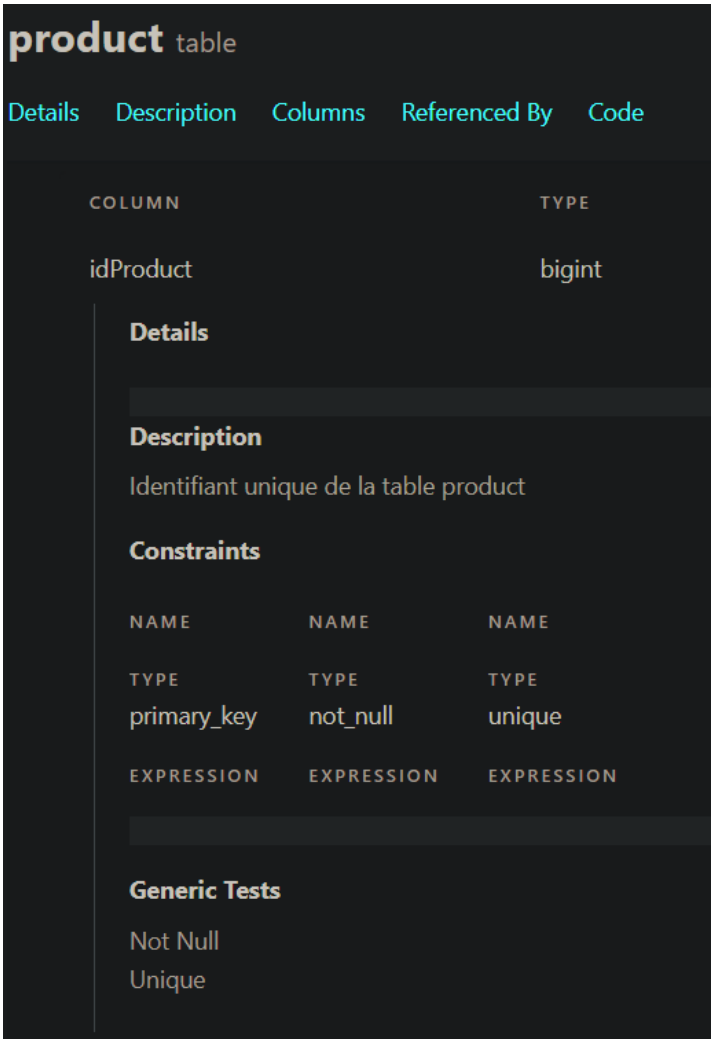 product table
Details Description Columns Referenced By Code
COLUMN TYPE
idProduct bigint
Details
Description
Identifiant unique de la table product
Constraints
NAME NAME NAME
TYPE TYPE TYPE
primary_key not_null unique
EXPRESSION EXPRESSION EXPRESSION
Generic Tests
Not Null
Unique